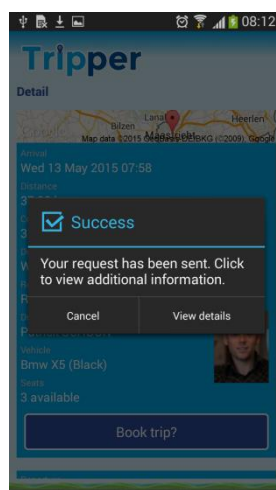 08:12
Tripper
Detail
Lanaken
Bilzen
Heerlen
Maastricht
Map data ©2015 GeoBasis-DE/BKG (©2009), Google
Arrival
Wed 13 May 2015 07:58
Distance
Success
Your request has been sent. Click
to view additional information.
Cancel
View details
Vehicle
Bmw X5 (Black)
Seats
3 available
Book trip?